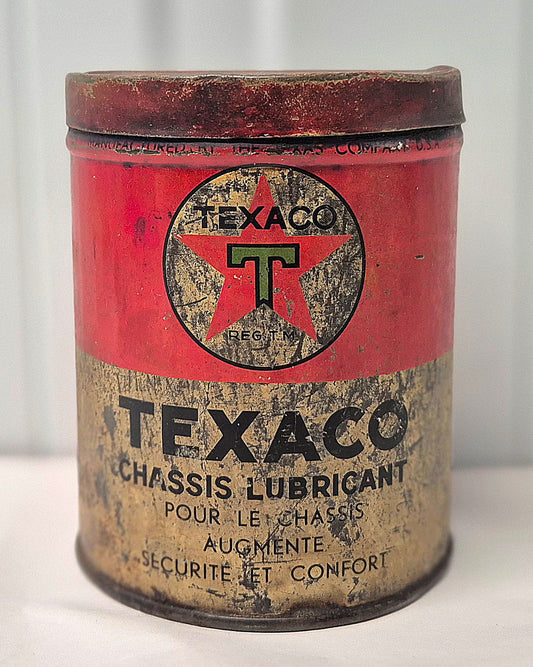 MANUFACTURED BY THE TEXAS COMPANY U.S.A.
TEXACO
T
REG. T.M.
TEXACO
CHASSIS LUBRICANT
POUR LE CHASSIS
AUGMENTE
SECURITE ET CONFORT